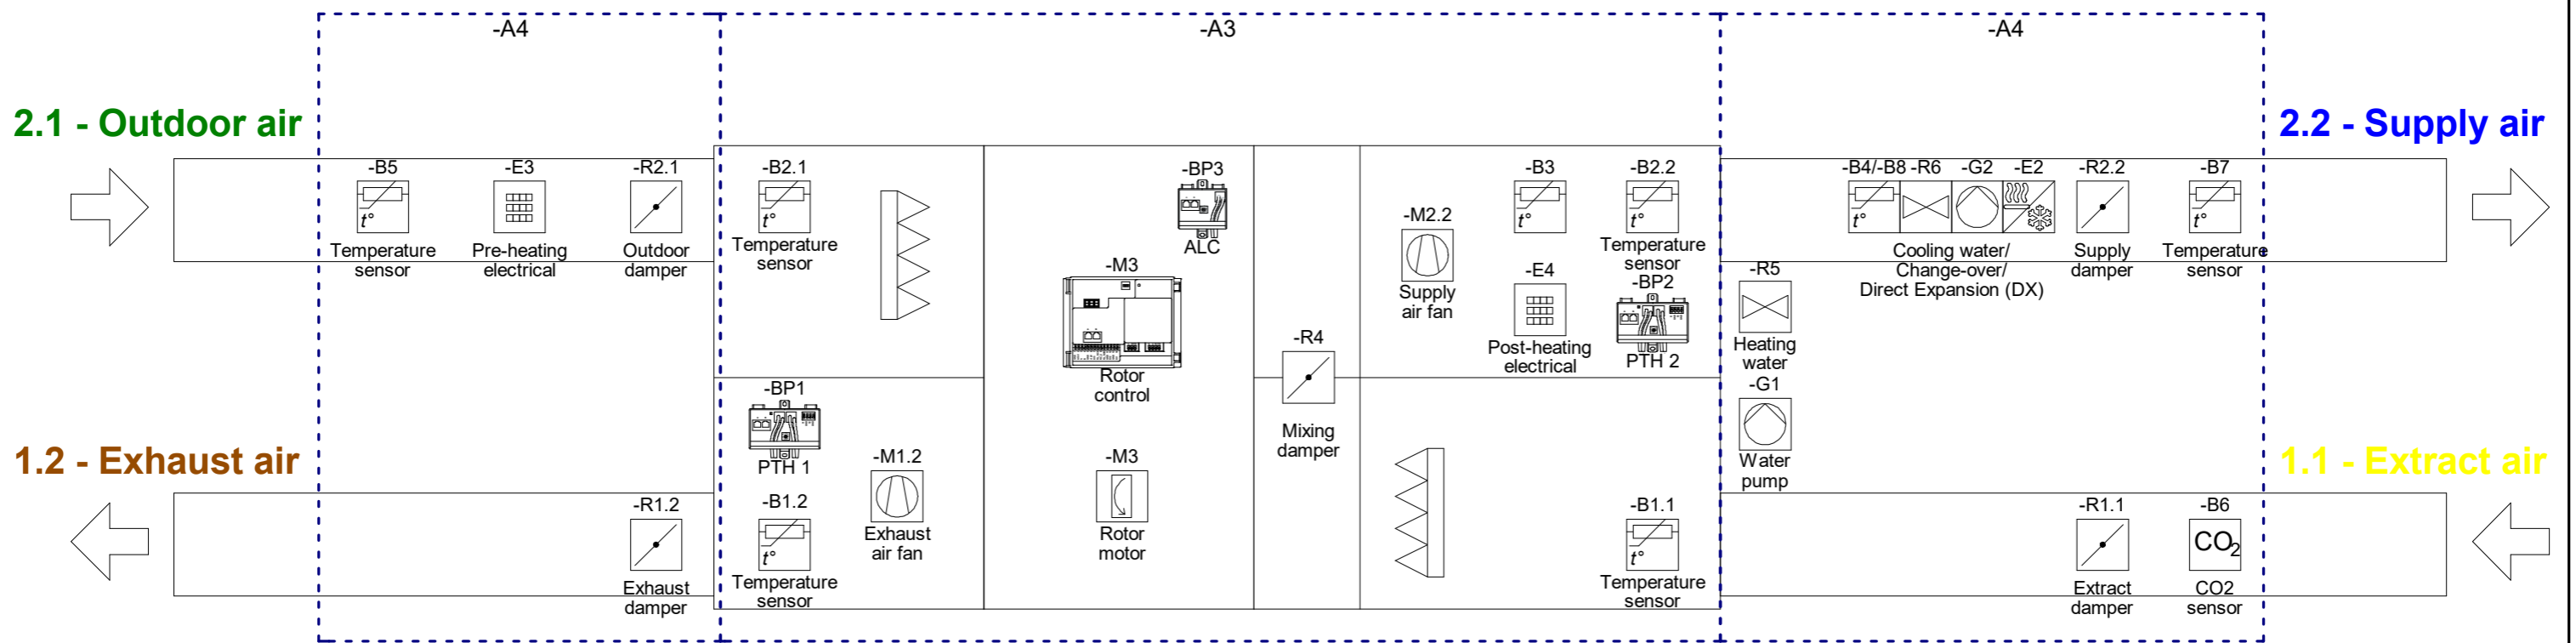 -A4
-A3
-A4
2.1 - Outdoor air
2.2 - Supply air
-B5
Temperature
sensor
-E3
Pre-heating
electrical
-R2.1
Outdoor
damper
-B2.1
t°
Temperature
sensor
t°
-BP3
ALC
-M3
Rotor
control
-M2.2
Supply
air fan
-B3
t°
-E4
Post-heating
electrical
-B2.2
t°
Temperature
sensor
-BP2
PTH 2
-B4/-B8
t°
-R6
-G2
-E2
Cooling water/
Change-over/
Direct Expansion (DX)
-R2.2
Supply
damper
-B7
t°
Temperature
sensor
-R5
Heating
water
-G1
Water
pump
-R4
Mixing
damper
1.2 - Exhaust air
1.1 - Extract air
-R1.2
Exhaust
damper
-BP1
PTH 1
-B1.2
t°
Temperature
sensor
-M1.2
Exhaust
air fan
-M3
Rotor
motor
-B1.1
t°
Temperature
sensor
-R1.1
Extract
damper
-B6
CO2
CO2
sensor